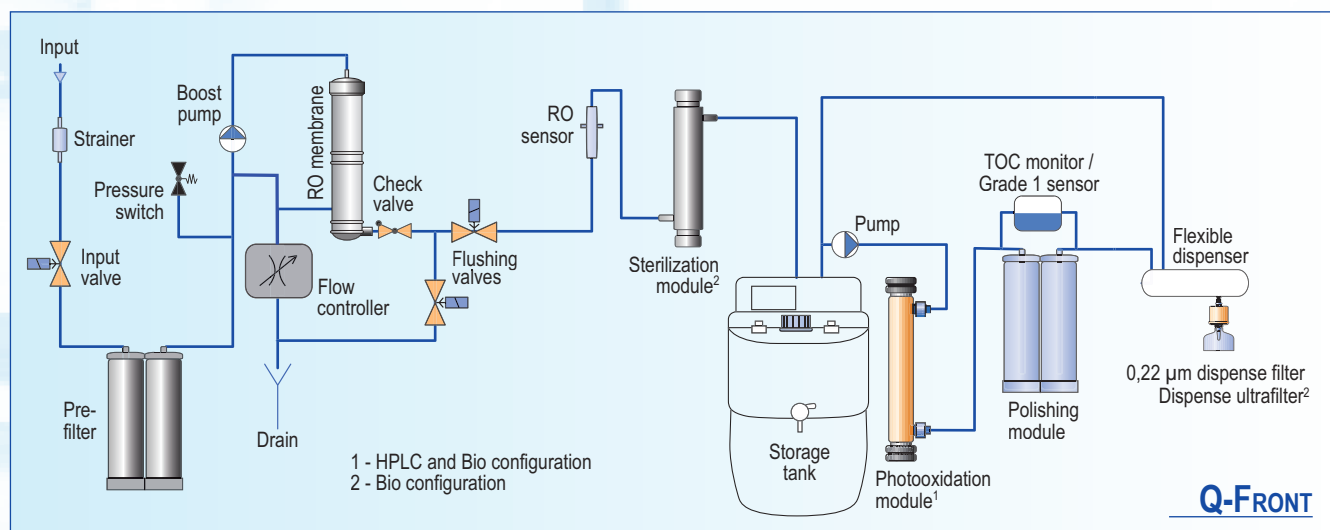 Input
Strainer
Input
valve
Pre-
filter
Pressure
switch
Boost
pump
RO membrane
Check
valve
Flow
controller
Flushing
valves
Drain
RO
sensor
Sterilization
module²
Storage
tank
Pump
Photooxidation
module¹
TOC monitor /
Grade 1 sensor
Polishing
module
Flexible
dispenser
0,22 µm dispense filter
Dispense ultrafilter²
1 - HPLC and Bio configuration
2 - Bio configuration
Q-FRONT